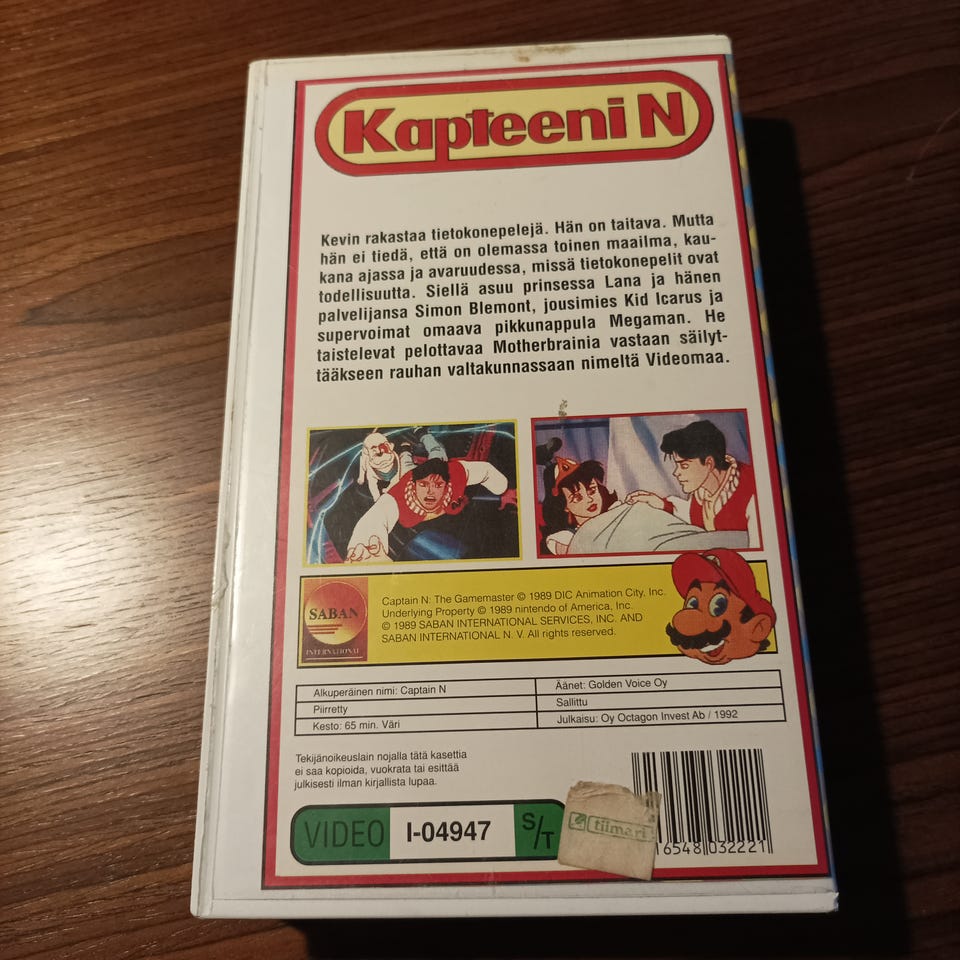 Kapteeni N
Kevin rakastaa tietokonepelejä. Hän on taitava. Mutta
hän ei tiedä, että on olemassa toinen maailma, kau-
kana ajassa ja avaruudessa, missä tietokonepelit ovat
todellisuutta. Siellä asuu prinsessa Lana ja hänen
palvelijansa Simon Blemont, jousimies Kid Icarus ja
supervoimat omaava pikkunappula Megaman. He
taistelevat pelottavaa Motherbrainia vastaan säilyt-
tääkseen rauhan valtakunnassaan nimeltä Videomaa.
SABAN
INTERNATIONAL
Captain N: The Gamemaster © 1989 DIC Animation City, Inc.
Underlying Property © 1989 nintendo of America, Inc.
© 1989 SABAN INTERNATIONAL SERVICES, INC. AND
SABAN INTERNATIONAL N. V. All rights reserved.
Alkuperäinen nimi: Captain N
Äänet: Golden Voice Oy
Piirretty
Sallittu
Kesto: 65 min. Väri
Julkaisu: Oy Octagon Invest Ab / 1992
Tekijänoikeuslain nojalla tätä kasettia
ei saa kopioida, vuokrata tai esittää
julkisesti ilman kirjallista lupaa.
VIDEO I-04947 S/T
tiimari
16548 032221